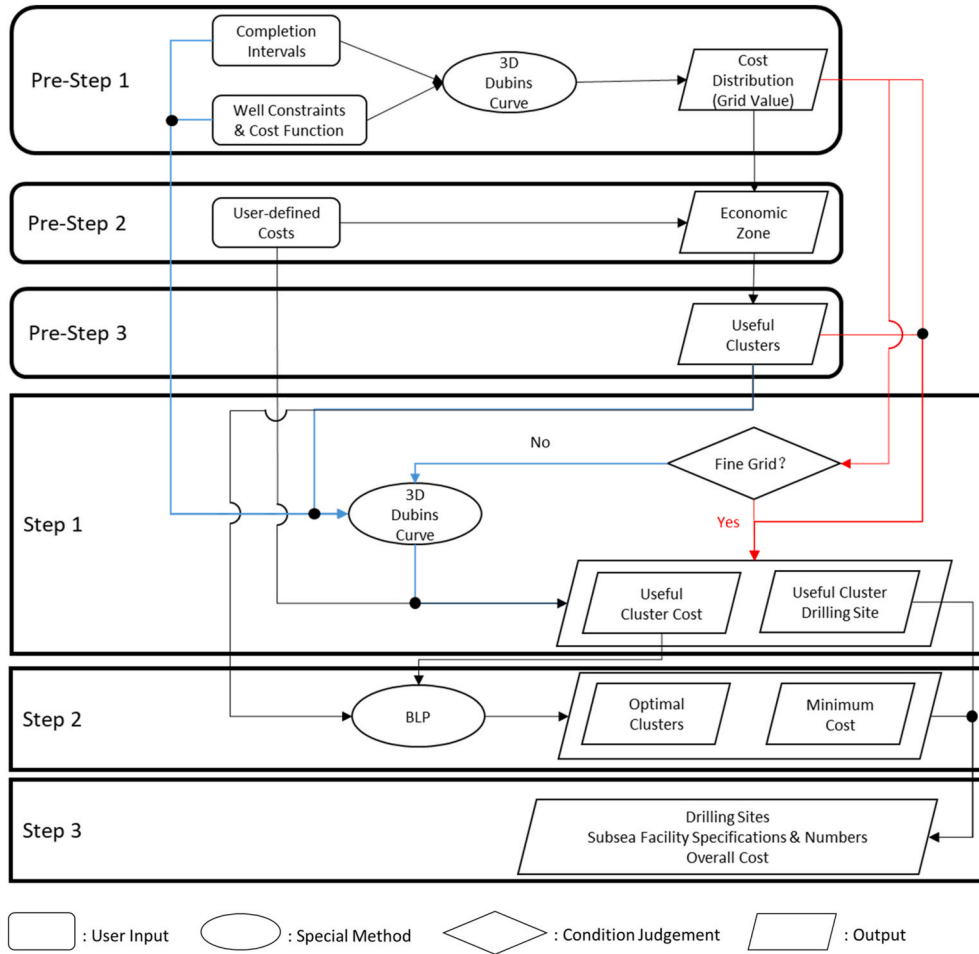 Pre-Step 1
Completion
Intervals
Well Constraints
& Cost Function
3D
Dubins
Curve
Cost
Distribution
(Grid Value)
Pre-Step 2
User-defined
Costs
Economic
Zone
Pre-Step 3
Useful
Clusters
Step 1
No
Fine Grid?
Yes
3D
Dubins
Curve
Useful
Cluster Cost
Useful Cluster
Drilling Site
Step 2
BLP
Optimal
Clusters
Minimum
Cost
Step 3
Drilling Sites
Subsea Facility Specifications & Numbers
Overall Cost
: User Input
: Special Method
: Condition Judgement
: Output